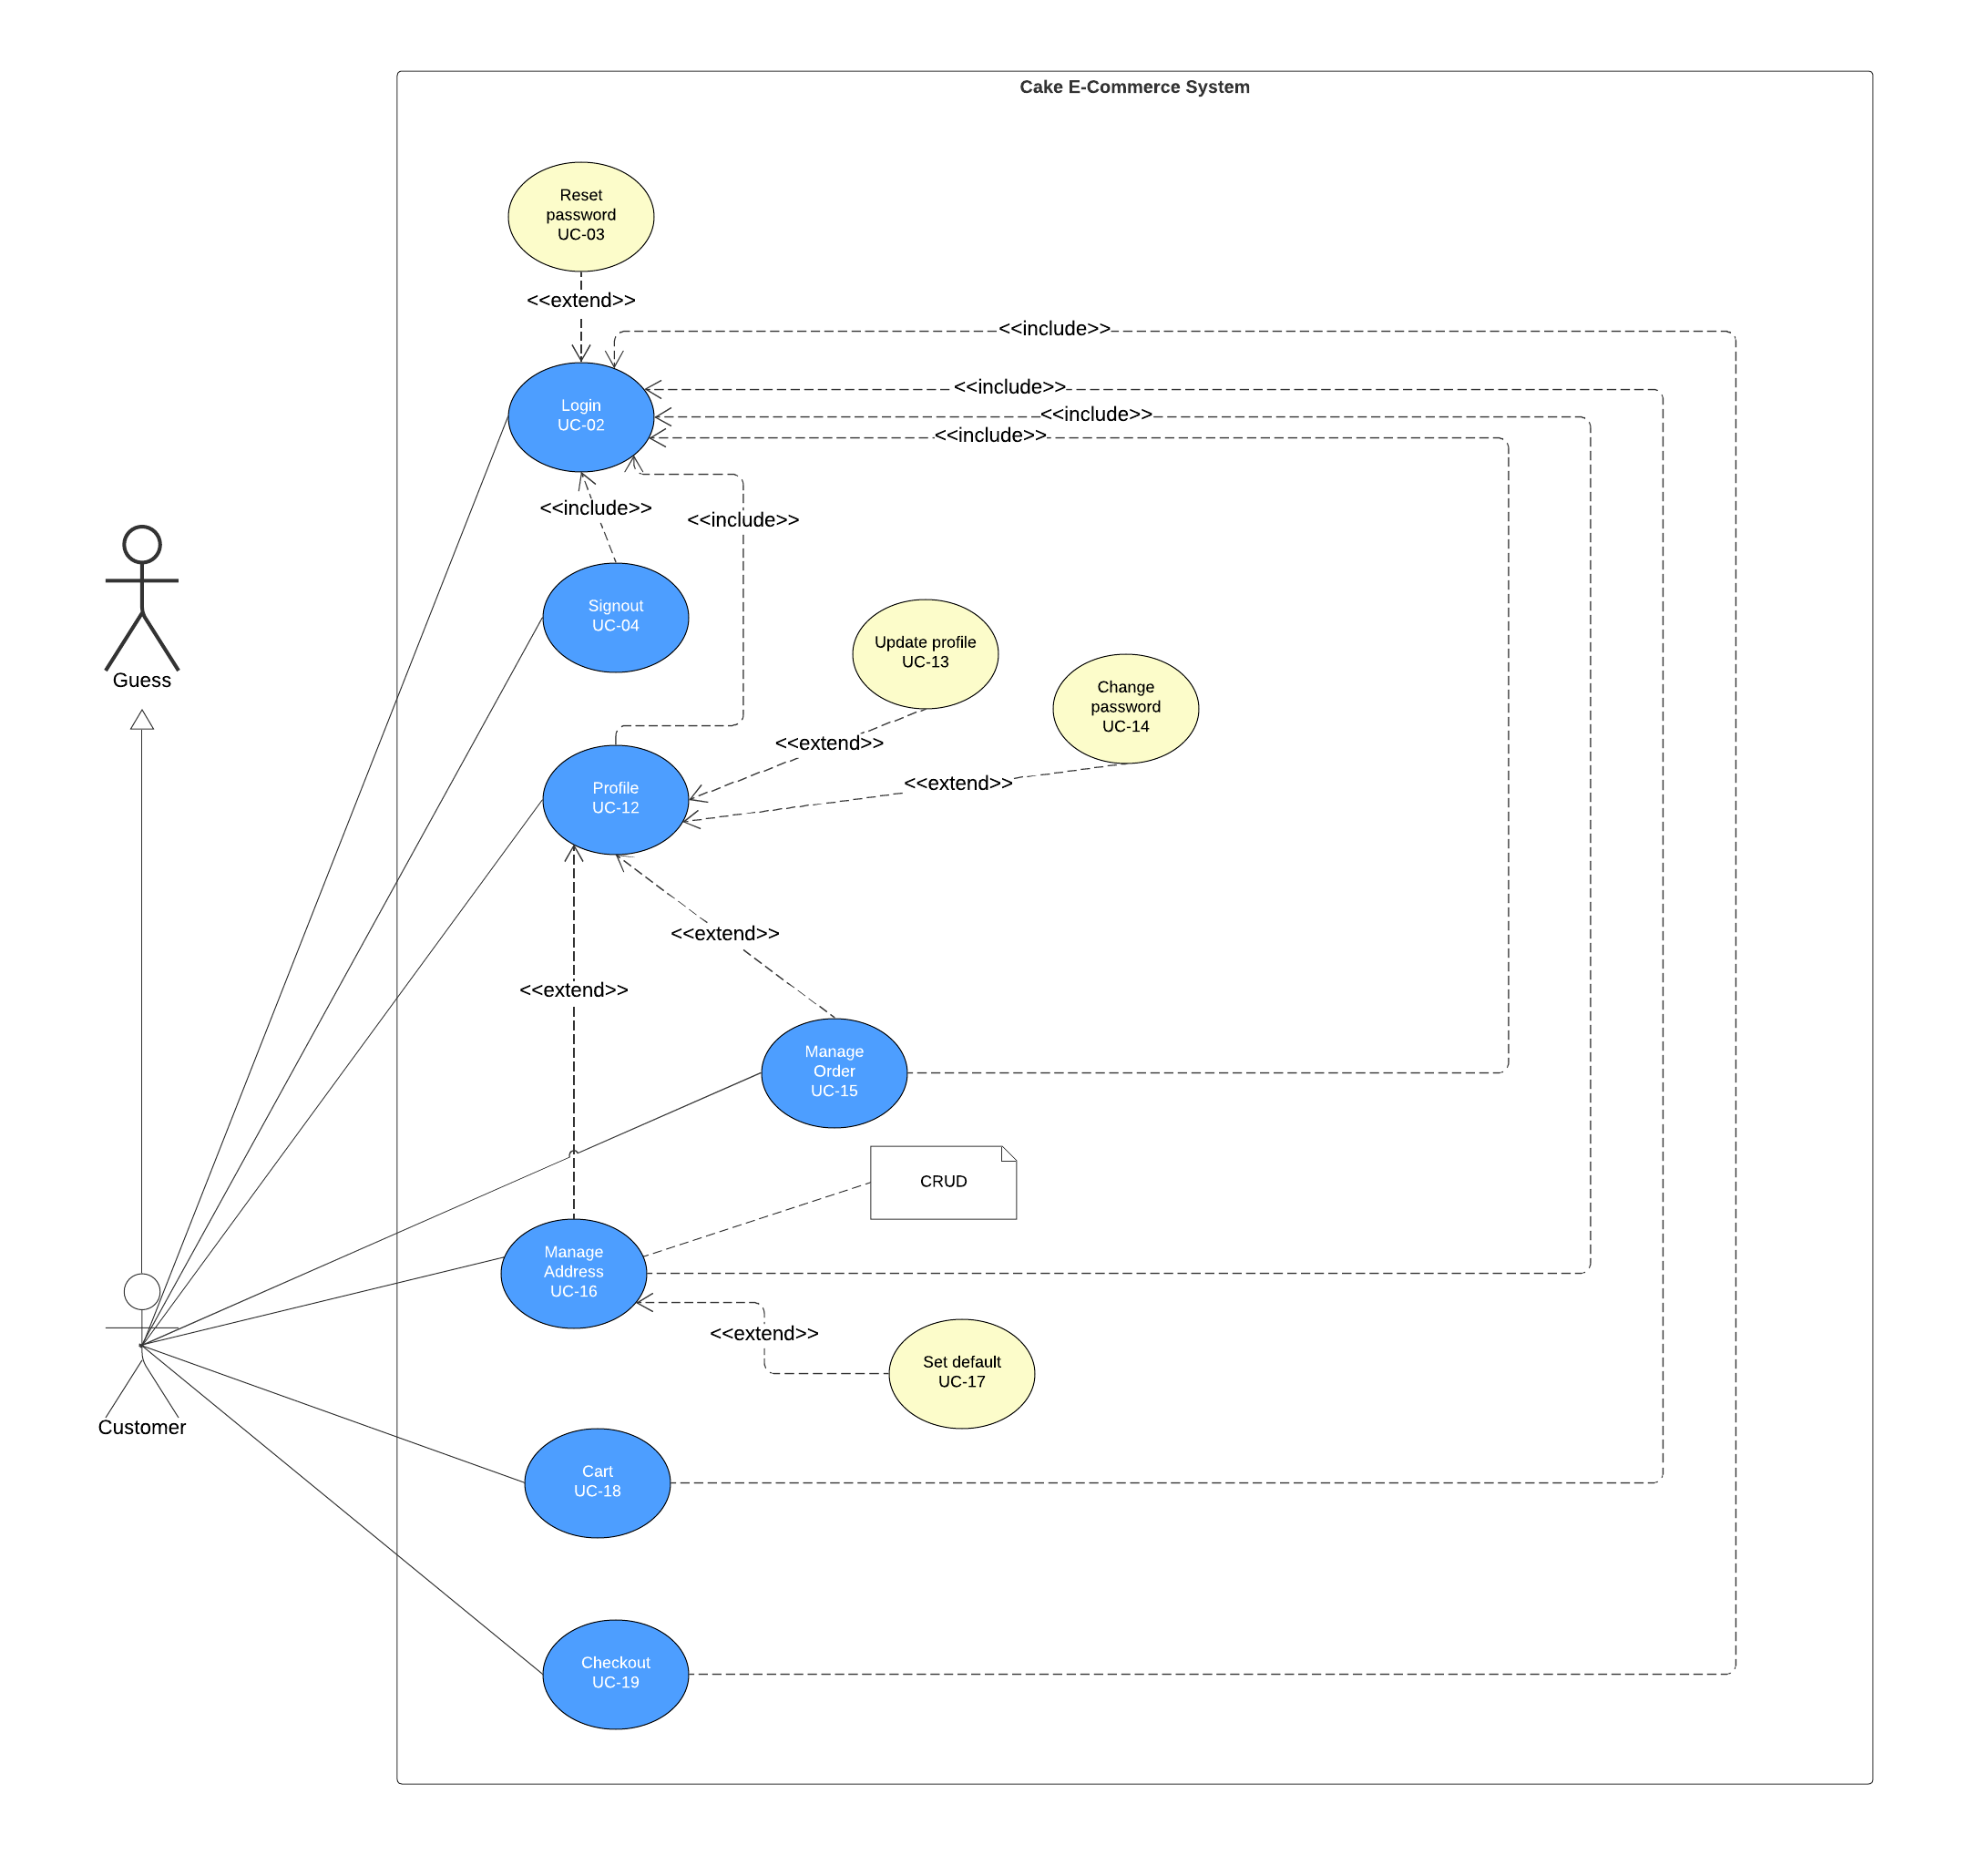 Cake E-Commerce System
Reset
password
UC-03
<<extend>>
<<include>>
<<include>>
Login
UC-02
<<include>>
<<include>>
<<include>>
<<include>>
Signout
UC-04
Guess
Update profile
UC-13
Change
password
UC-14
<<extend>>
<<extend>>
Profile
UC-12
<<extend>>
<<extend>>
Manage
Order
UC-15
CRUD
Manage
Address
UC-16
<<extend>>
Set default
UC-17
Customer
Cart
UC-18
Checkout
UC-19